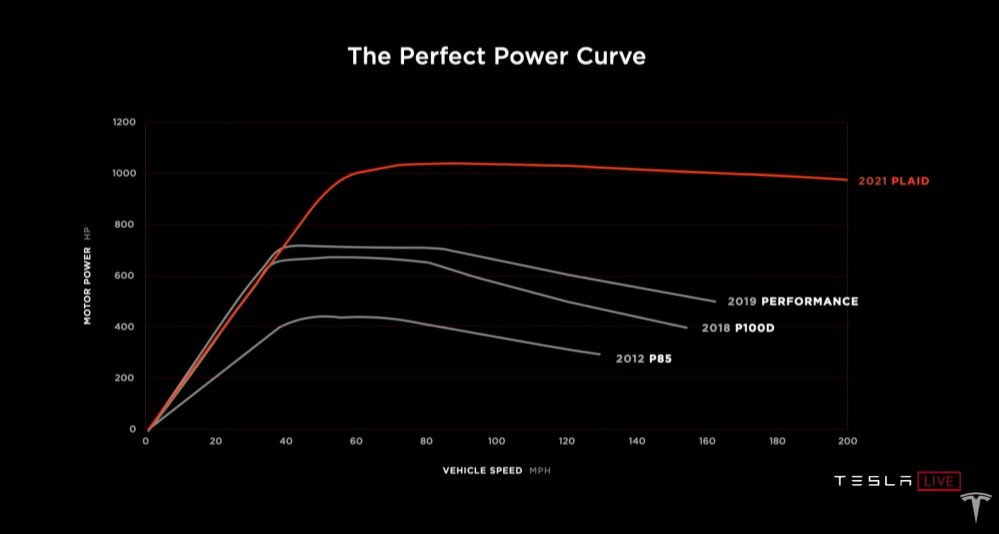 The Perfect Power Curve
1200
1000
800
600
400
200
0
MOTOR POWER HP
2021 PLAID
2019 PERFORMANCE
2018 P100D
2012 P85
0 20 40 60 80 100 120 140 160 180 200
VEHICLE SPEED MPH
TESLA LIVE